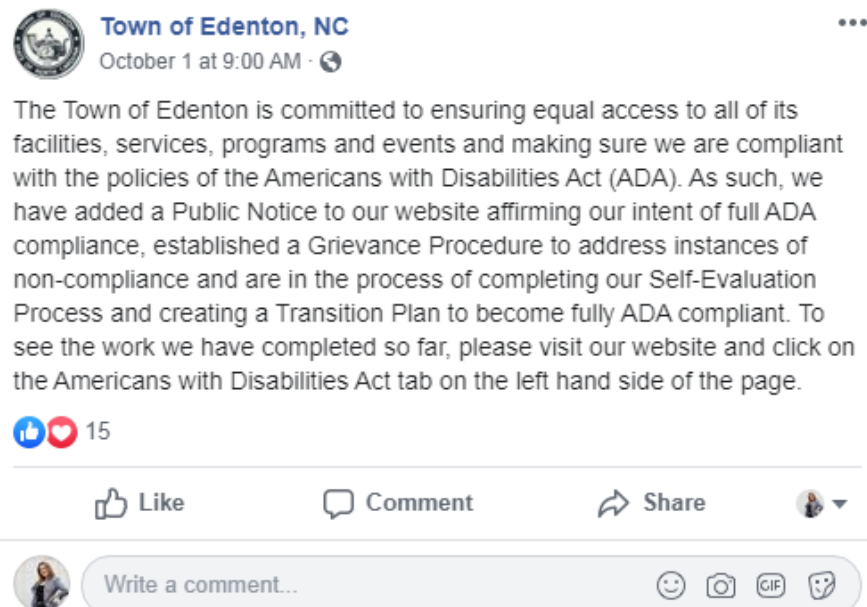 Town of Edenton, NC
October 1 at 9:00 AM ·
The Town of Edenton is committed to ensuring equal access to all of its
facilities, services, programs and events and making sure we are compliant
with the policies of the Americans with Disabilities Act (ADA). As such, we
have added a Public Notice to our website affirming our intent of full ADA
compliance, established a Grievance Procedure to address instances of
non-compliance and are in the process of completing our Self-Evaluation
Process and creating a Transition Plan to become fully ADA compliant. To
see the work we have completed so far, please visit our website and click on
the Americans with Disabilities Act tab on the left hand side of the page.
15
Like Comment Share
Write a comment... GIF